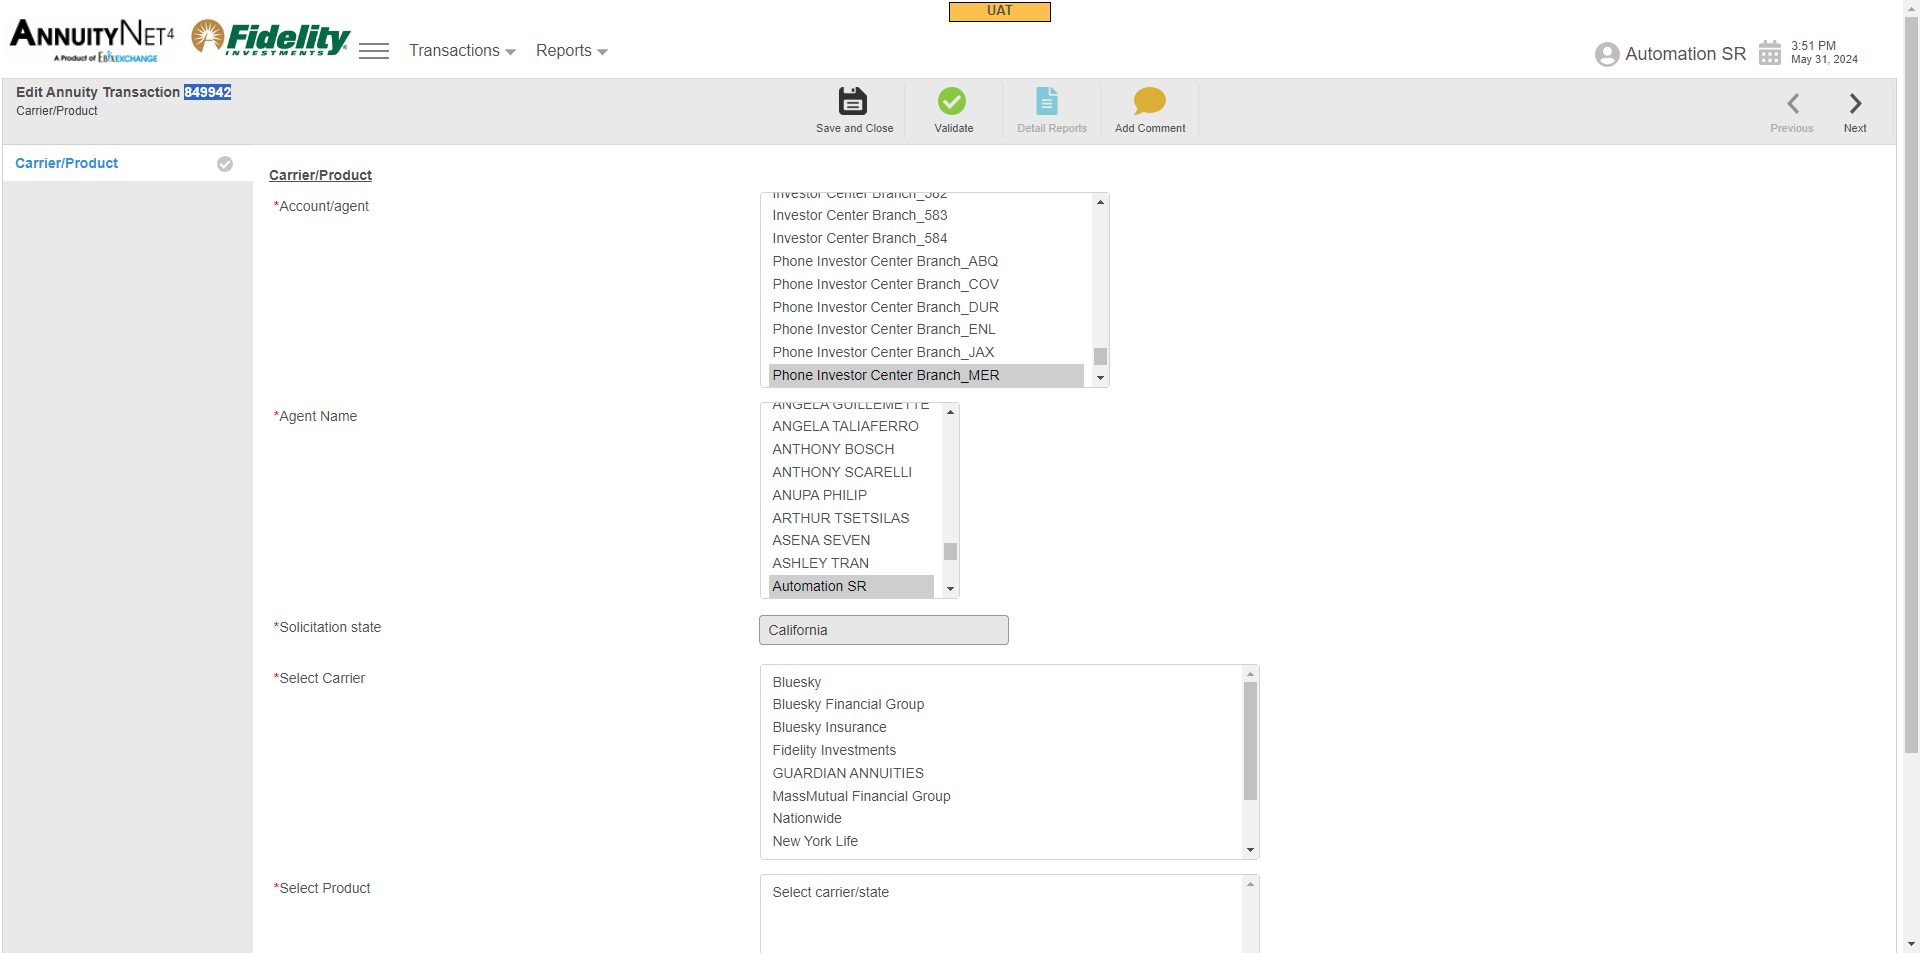 UAT
ANNUITYNET4
A Product of EbixEXCHANGE
Fidelity
INVESTMENTS
Transactions
Reports
Automation SR
3:51 PM
May 31, 2024
Edit Annuity Transaction 849942
Carrier/Product
Save and Close
Validate
Detail Reports
Add Comment
Previous
Next
Carrier/Product
Carrier/Product
*Account/agent
Investor Center Branch_582
Investor Center Branch_583
Investor Center Branch_584
Phone Investor Center Branch_ABQ
Phone Investor Center Branch_COV
Phone Investor Center Branch_DUR
Phone Investor Center Branch_ENL
Phone Investor Center Branch_JAX
Phone Investor Center Branch_MER
*Agent Name
ANGELA GUILLEMETTE
ANGELA TALIAFERRO
ANTHONY BOSCH
ANTHONY SCARELLI
ANUPA PHILIP
ARTHUR TSETSILAS
ASENA SEVEN
ASHLEY TRAN
Automation SR
*Solicitation state
California
*Select Carrier
Bluesky
Bluesky Financial Group
Bluesky Insurance
Fidelity Investments
GUARDIAN ANNUITIES
MassMutual Financial Group
Nationwide
New York Life
*Select Product
Select carrier/state